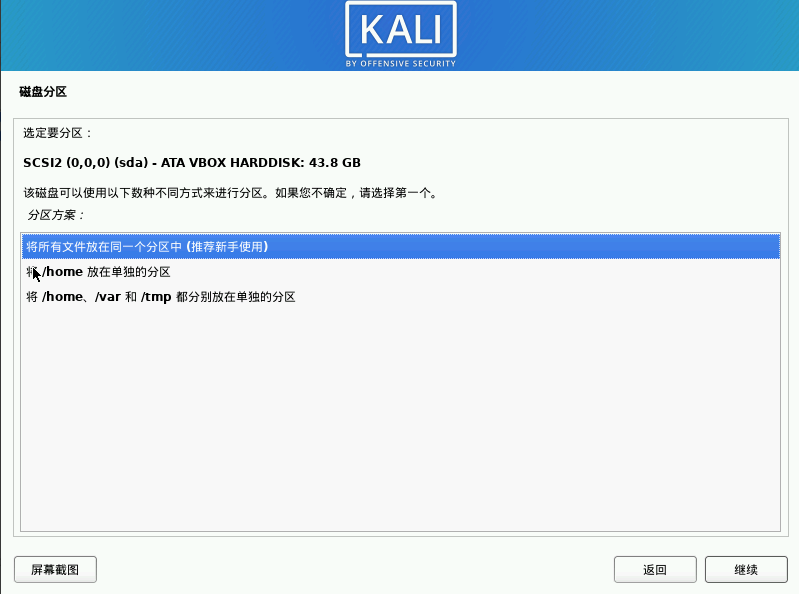 KALI
BY OFFENSIVE SECURITY
磁盘分区
选定要分区：
SCSI2 (0,0,0) (sda) - ATA VBOX HARDDISK: 43.8 GB
该磁盘可以使用以下数种不同方式来进行分区。如果您不确定，请选择第一个。
分区方案：
将所有文件放在同一个分区中 (推荐新手使用)
将 /home 放在单独的分区
将 /home、/var 和 /tmp 都分别放在单独的分区
屏幕截图
返回
继续